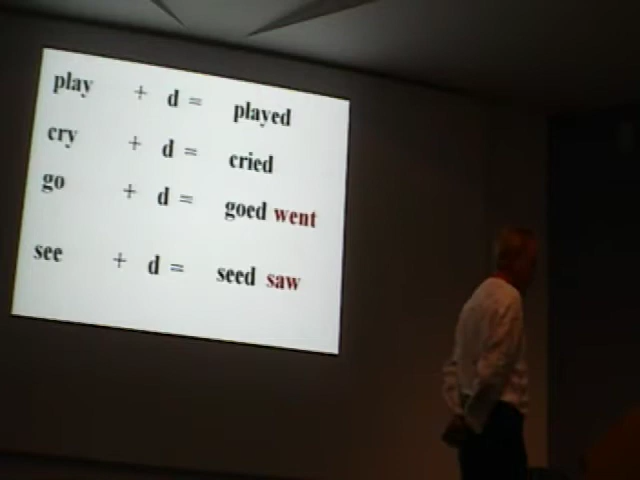 play + d = played
cry + d = cried
go + d = goed went
see + d = seed saw